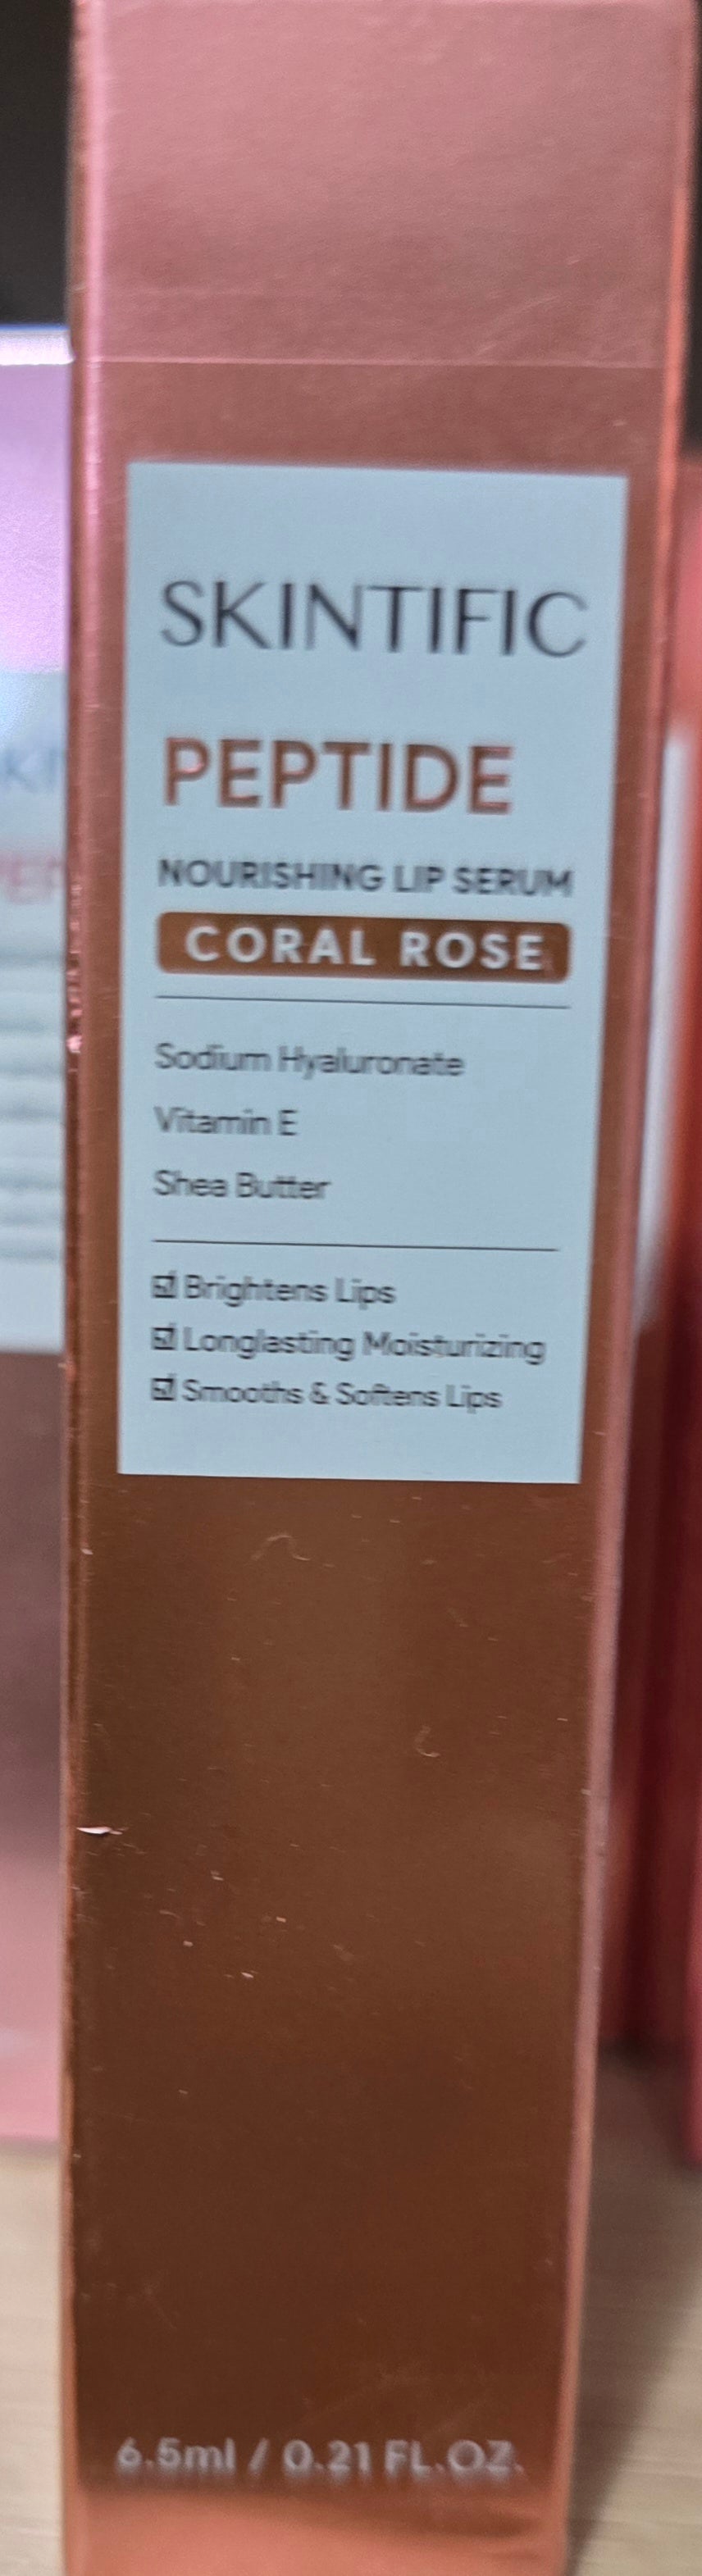 SKINTIFIC
PEPTIDE
NOURISHING LIP SERUM
CORAL ROSE
Sodium Hyaluronate
Vitamin E
Shea Butter
☑ Brightens Lips
☑ Longlasting Moisturizing
☑ Smooths & Softens Lips
6.5ml / 0.21 FL.OZ.